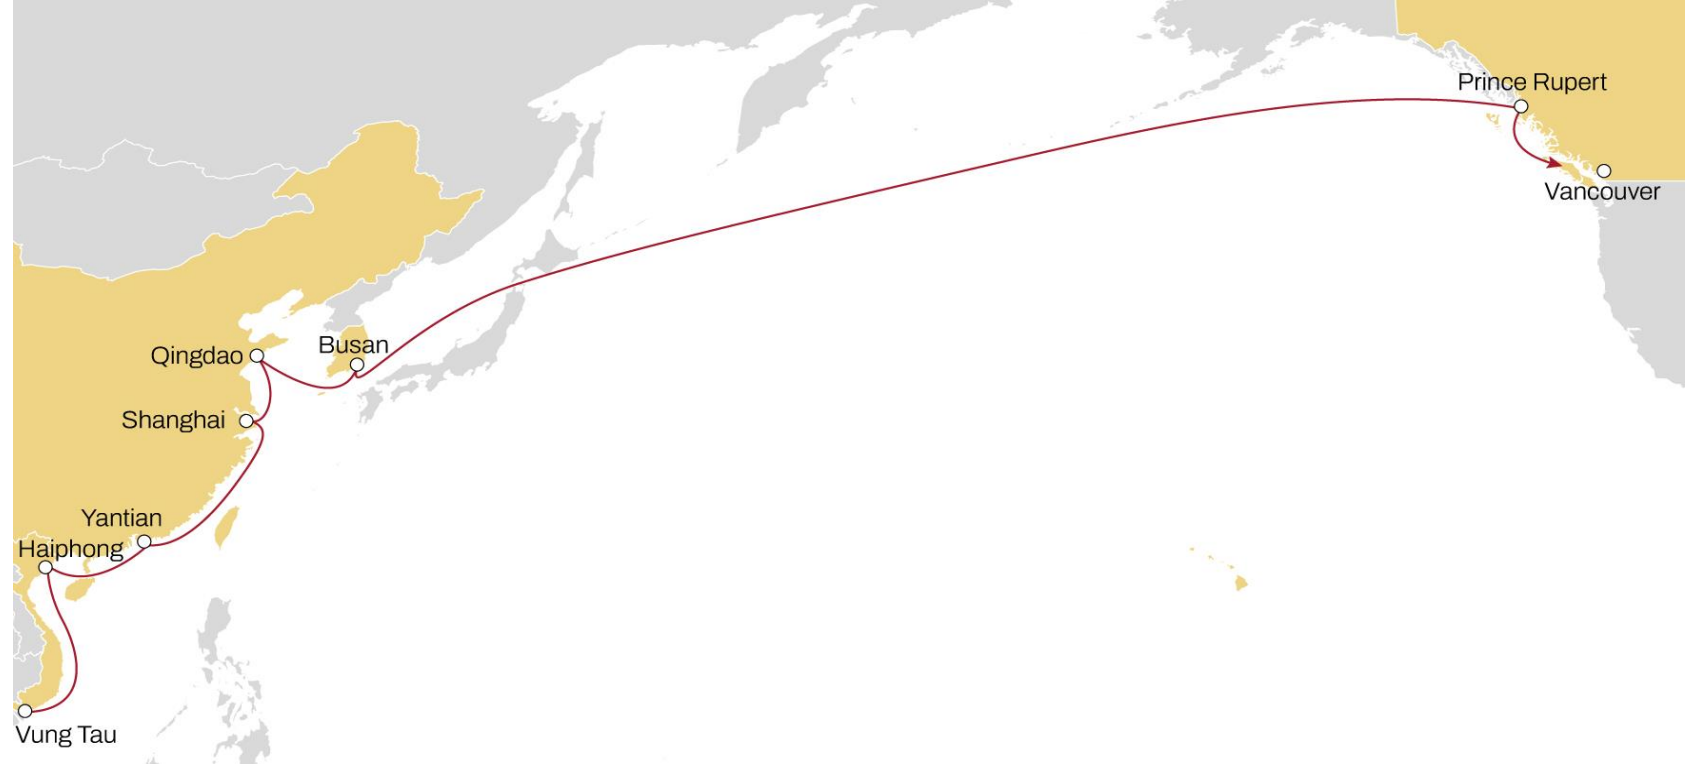 Prince Rupert
Vancouver
Busan
Qingdao
Shanghai
Yantian
Haiphong
Vung Tau